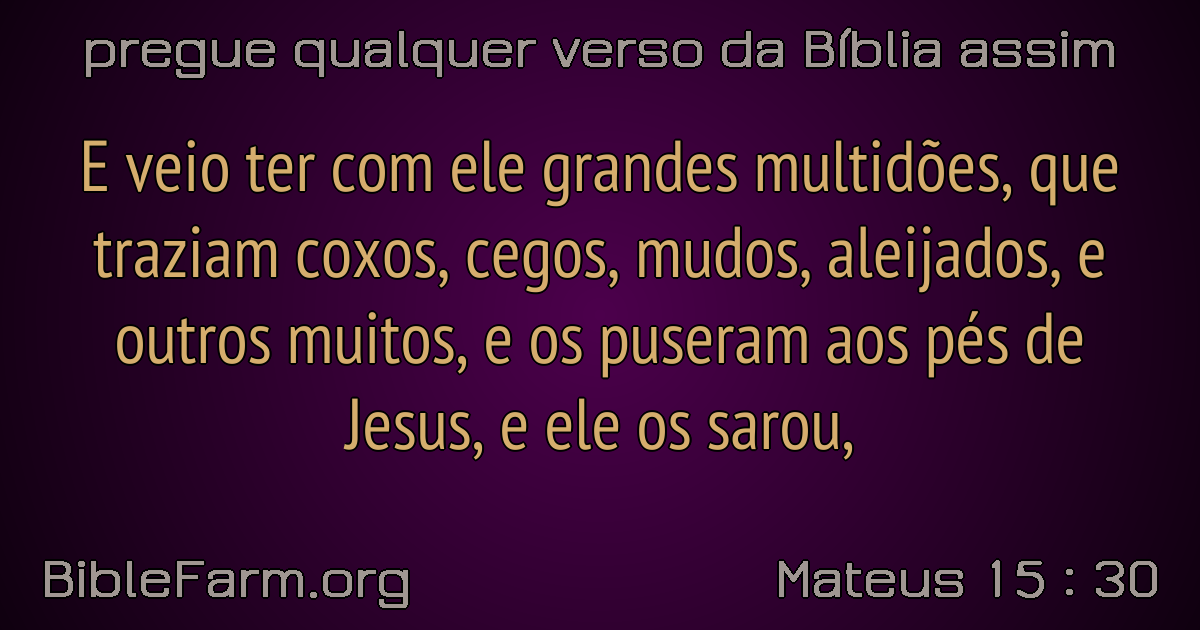 pregue qualquer verso da Bíblia assim
E veio ter com ele grandes multidões, que
traziam coxos, cegos, mudos, aleijados, e
outros muitos, e os puseram aos pés de
Jesus, e ele os sarou,
BibleFarm.org
Mateus 15 : 30